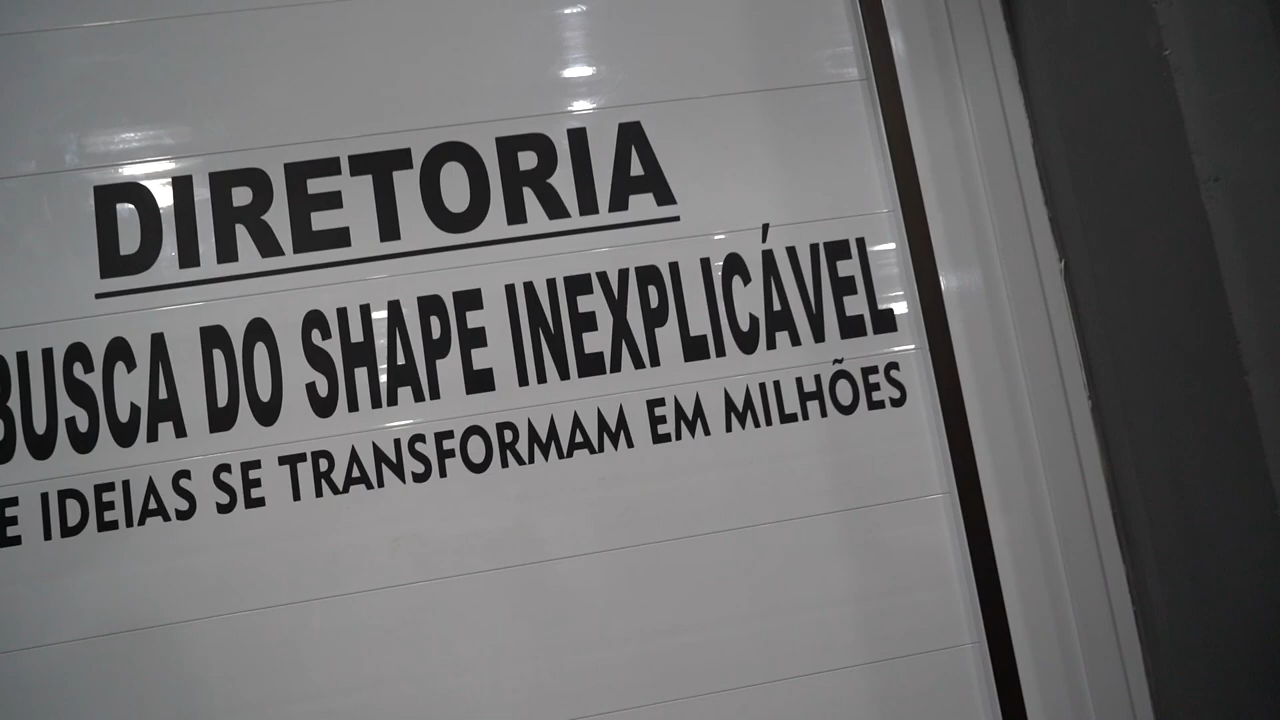 DIRETORIA
BUSCA DO SHAPE INEXPLICÁVEL
E IDEIAS SE TRANSFORMAM EM MILHÕES